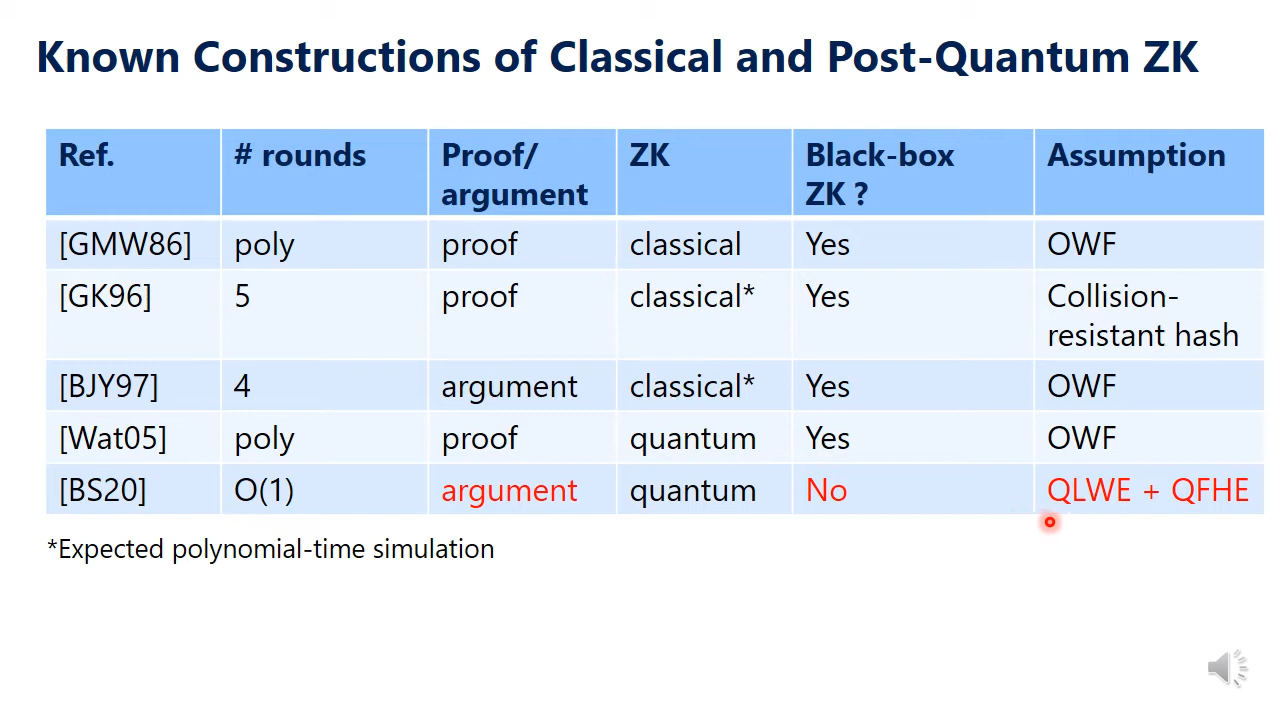 Known Constructions of Classical and Post-Quantum ZK
Ref. # rounds Proof/ argument ZK Black-box ZK ? Assumption
[GMW86] poly proof classical Yes OWF
[GK96] 5 proof classical* Yes Collision-resistant hash
[BJY97] 4 argument classical* Yes OWF
[Wat05] poly proof quantum Yes OWF
[BS20] O(1) argument quantum No QLWE + QFHE
*Expected polynomial-time simulation